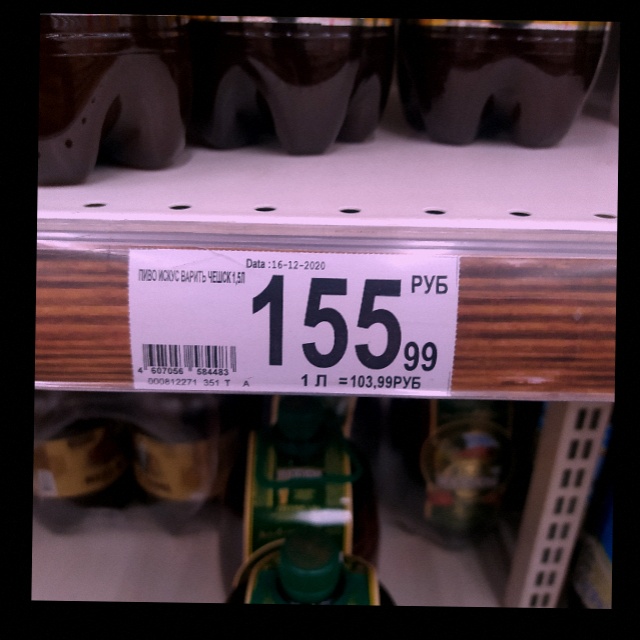 Data :16-12-2020
ПИВО ИСКУС ВАРИТЬ ЧЕШСК 1,5Л
155 99 РУБ
4 607056 584483
1 Л =103,99РУБ
000812271 351 Т А